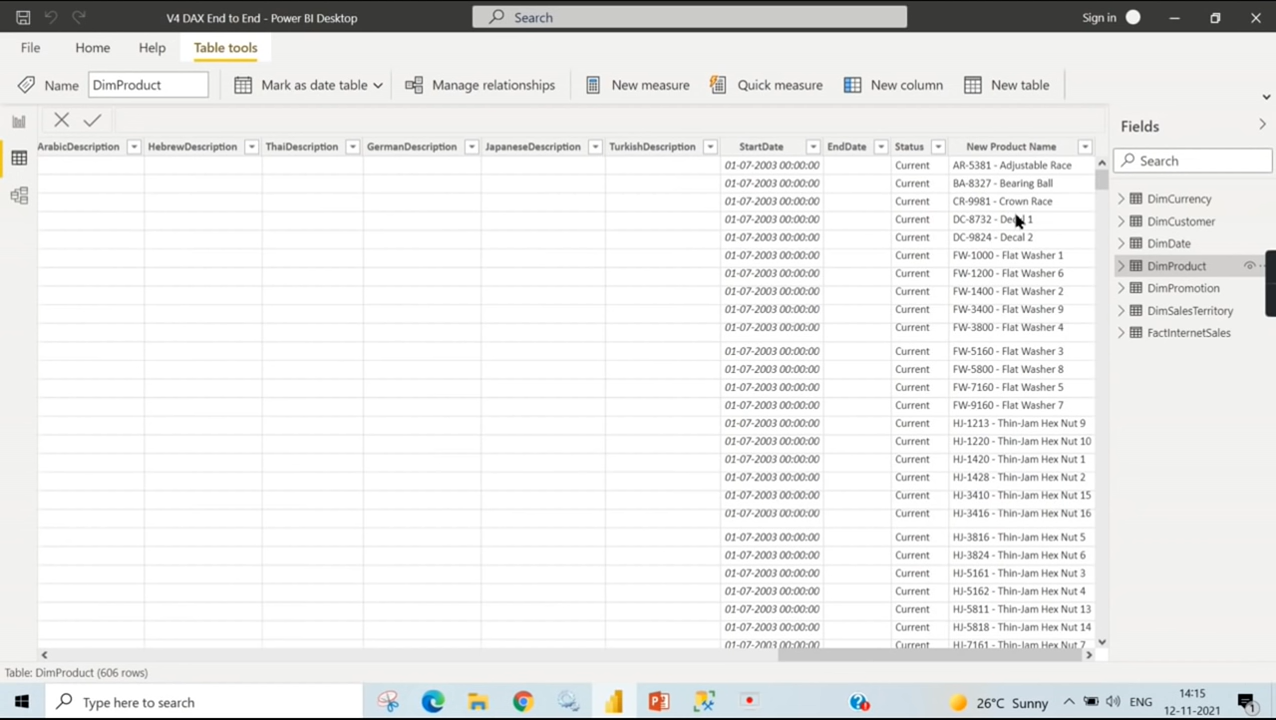 V4 DAX End to End - Power BI Desktop
Search
Sign in
File Home Help Table tools
Name DimProduct Mark as date table Manage relationships New measure Quick measure New column New table
Fields
Search
DimCurrency
DimCustomer
DimDate
DimProduct
DimPromotion
DimSalesTerritory
FactInternetSales
ArabicDescription HebrewDescription ThaiDescription GermanDescription JapaneseDescription TurkishDescription StartDate EndDate Status New Product Name
01-07-2003 00:00:00 Current AR-5381 - Adjustable Race
01-07-2003 00:00:00 Current BA-8327 - Bearing Ball
01-07-2003 00:00:00 Current CR-9981 - Crown Race
01-07-2003 00:00:00 Current DC-8732 - Decal 1
01-07-2003 00:00:00 Current DC-9824 - Decal 2
01-07-2003 00:00:00 Current FW-1000 - Flat Washer 1
01-07-2003 00:00:00 Current FW-1200 - Flat Washer 6
01-07-2003 00:00:00 Current FW-1400 - Flat Washer 2
01-07-2003 00:00:00 Current FW-3400 - Flat Washer 9
01-07-2003 00:00:00 Current FW-3800 - Flat Washer 4
01-07-2003 00:00:00 Current FW-5160 - Flat Washer 3
01-07-2003 00:00:00 Current FW-5800 - Flat Washer 8
01-07-2003 00:00:00 Current FW-7160 - Flat Washer 5
01-07-2003 00:00:00 Current FW-9160 - Flat Washer 7
01-07-2003 00:00:00 Current HJ-1213 - Thin-Jam Hex Nut 9
01-07-2003 00:00:00 Current HJ-1220 - Thin-Jam Hex Nut 10
01-07-2003 00:00:00 Current HJ-1420 - Thin-Jam Hex Nut 1
01-07-2003 00:00:00 Current HJ-1428 - Thin-Jam Hex Nut 2
01-07-2003 00:00:00 Current HJ-3410 - Thin-Jam Hex Nut 15
01-07-2003 00:00:00 Current HJ-3416 - Thin-Jam Hex Nut 16
01-07-2003 00:00:00 Current HJ-3816 - Thin-Jam Hex Nut 5
01-07-2003 00:00:00 Current HJ-3824 - Thin-Jam Hex Nut 6
01-07-2003 00:00:00 Current HJ-5161 - Thin-Jam Hex Nut 3
01-07-2003 00:00:00 Current HJ-5162 - Thin-Jam Hex Nut 4
01-07-2003 00:00:00 Current HJ-5811 - Thin-Jam Hex Nut 13
01-07-2003 00:00:00 Current HJ-5818 - Thin-Jam Hex Nut 14
01-07-2003 00:00:00 Current HJ-7161 - Thin-Jam Hex Nut 7
Table: DimProduct (606 rows)
Type here to search
26°C Sunny
ENG
14:15
12-11-2021
1